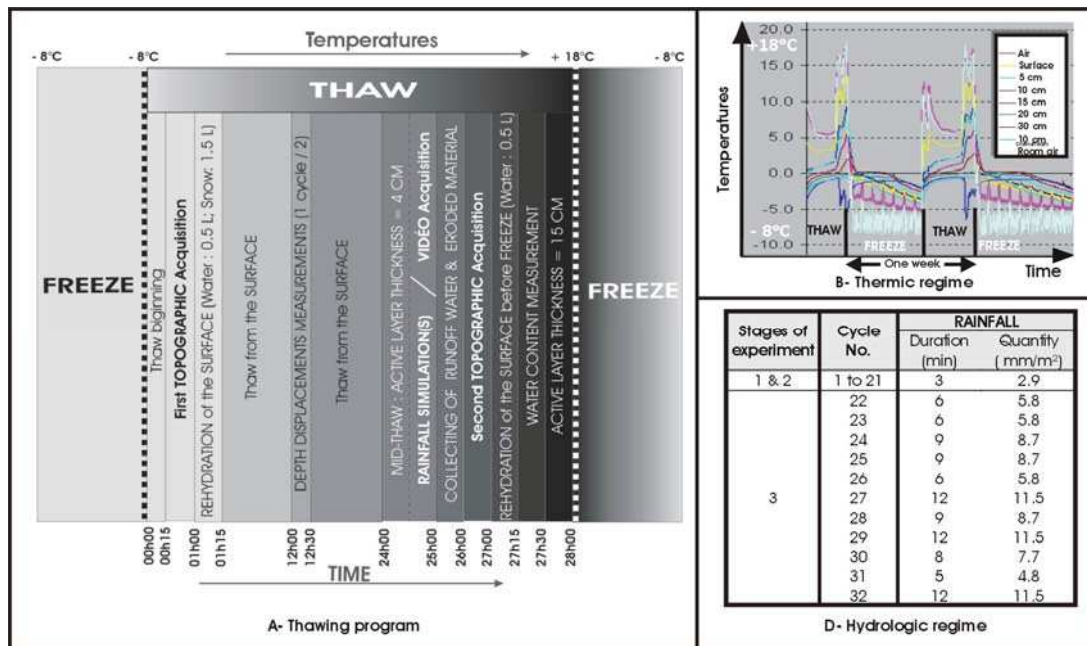 Temperatures
- 8°C
- 8°C
+ 18°C
- 8°C
THAW
FREEZE
Thaw biginning
First TOPOGRAPHIC Acquisition
REHYDRATION of the SURFACE (Water : 0.5 L; Snow: 1.5 L)
Thaw from the SURFACE
DEPTH DISPLACEMENTS MEASUREMENTS (1 cycle / 2)
Thaw from the SURFACE
MID-THAW : ACTIVE LAYER THICKNESS = 4 CM
RAINFALL SIMULATION(S) / VIDÉO Acquisition
COLLECTING OF RUNOFF WATER & ERODED MATERIAL
Second TOPOGRAPHIC Acquisition
REHYDRATION of the SURFACE before FREEZE (Water : 0.5 L)
WATER CONTENT MEASUREMENT
ACTIVE LAYER THICKNESS = 15 CM
FREEZE
00h00
00h15
01h00
01h15
12h00
12h30
24h00
25h00
26h00
27h00
27h15
27h30
28h00
TIME
A- Thawing program
20.0
15.0
10.0
5.0
0.0
-5.0
-10.0
+18°C
- 8°C
Temperatures
Air
Surface
5 cm
10 cm
15 cm
20 cm
30 cm
10 cm
Room air
THAW
FREEZE
THAW
FREEZE
One week
Time
B- Thermic regime
Stages of experiment Cycle No. RAINFALL
Duration (min) Quantity ( mm/m²)
1 & 2 1 to 21 3 2.9
22 6 5.8
23 6 5.8
24 9 8.7
25 9 8.7
26 6 5.8
3 27 12 11.5
28 9 8.7
29 12 11.5
30 8 7.7
31 5 4.8
32 12 11.5
D- Hydrologic regime